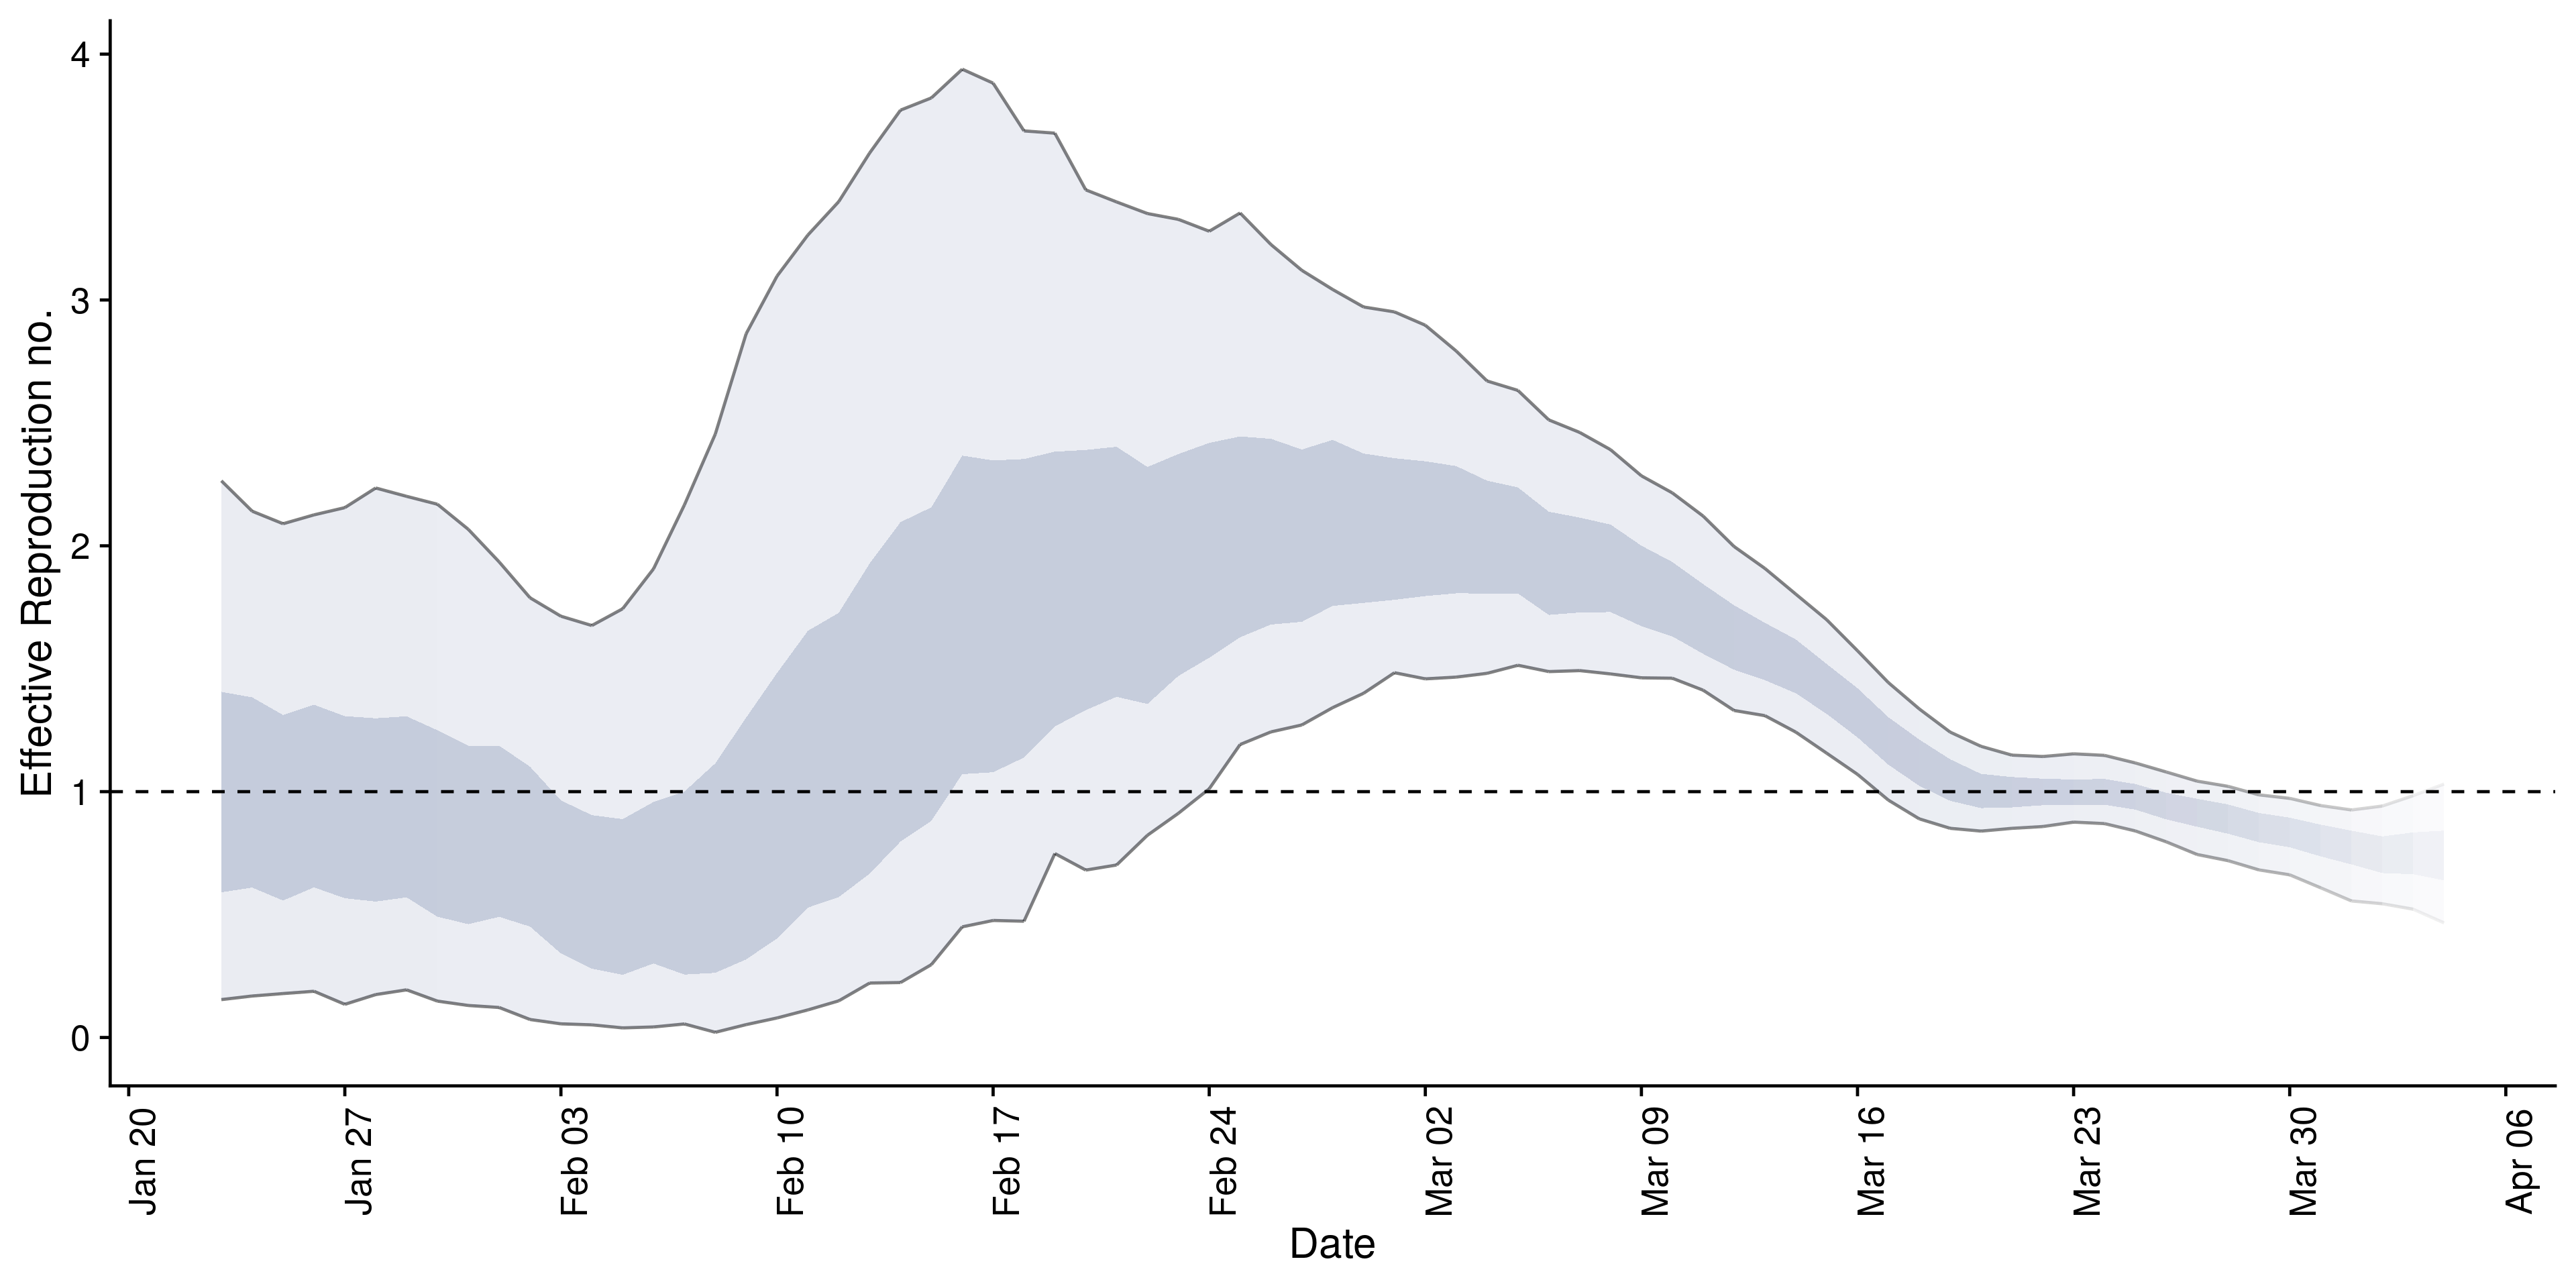 Effective Reproduction no.
4
3
2
1
0
Jan 20
Jan 27
Feb 03
Feb 10
Feb 17
Feb 24
Mar 02
Mar 09
Mar 16
Mar 23
Mar 30
Apr 06
Date